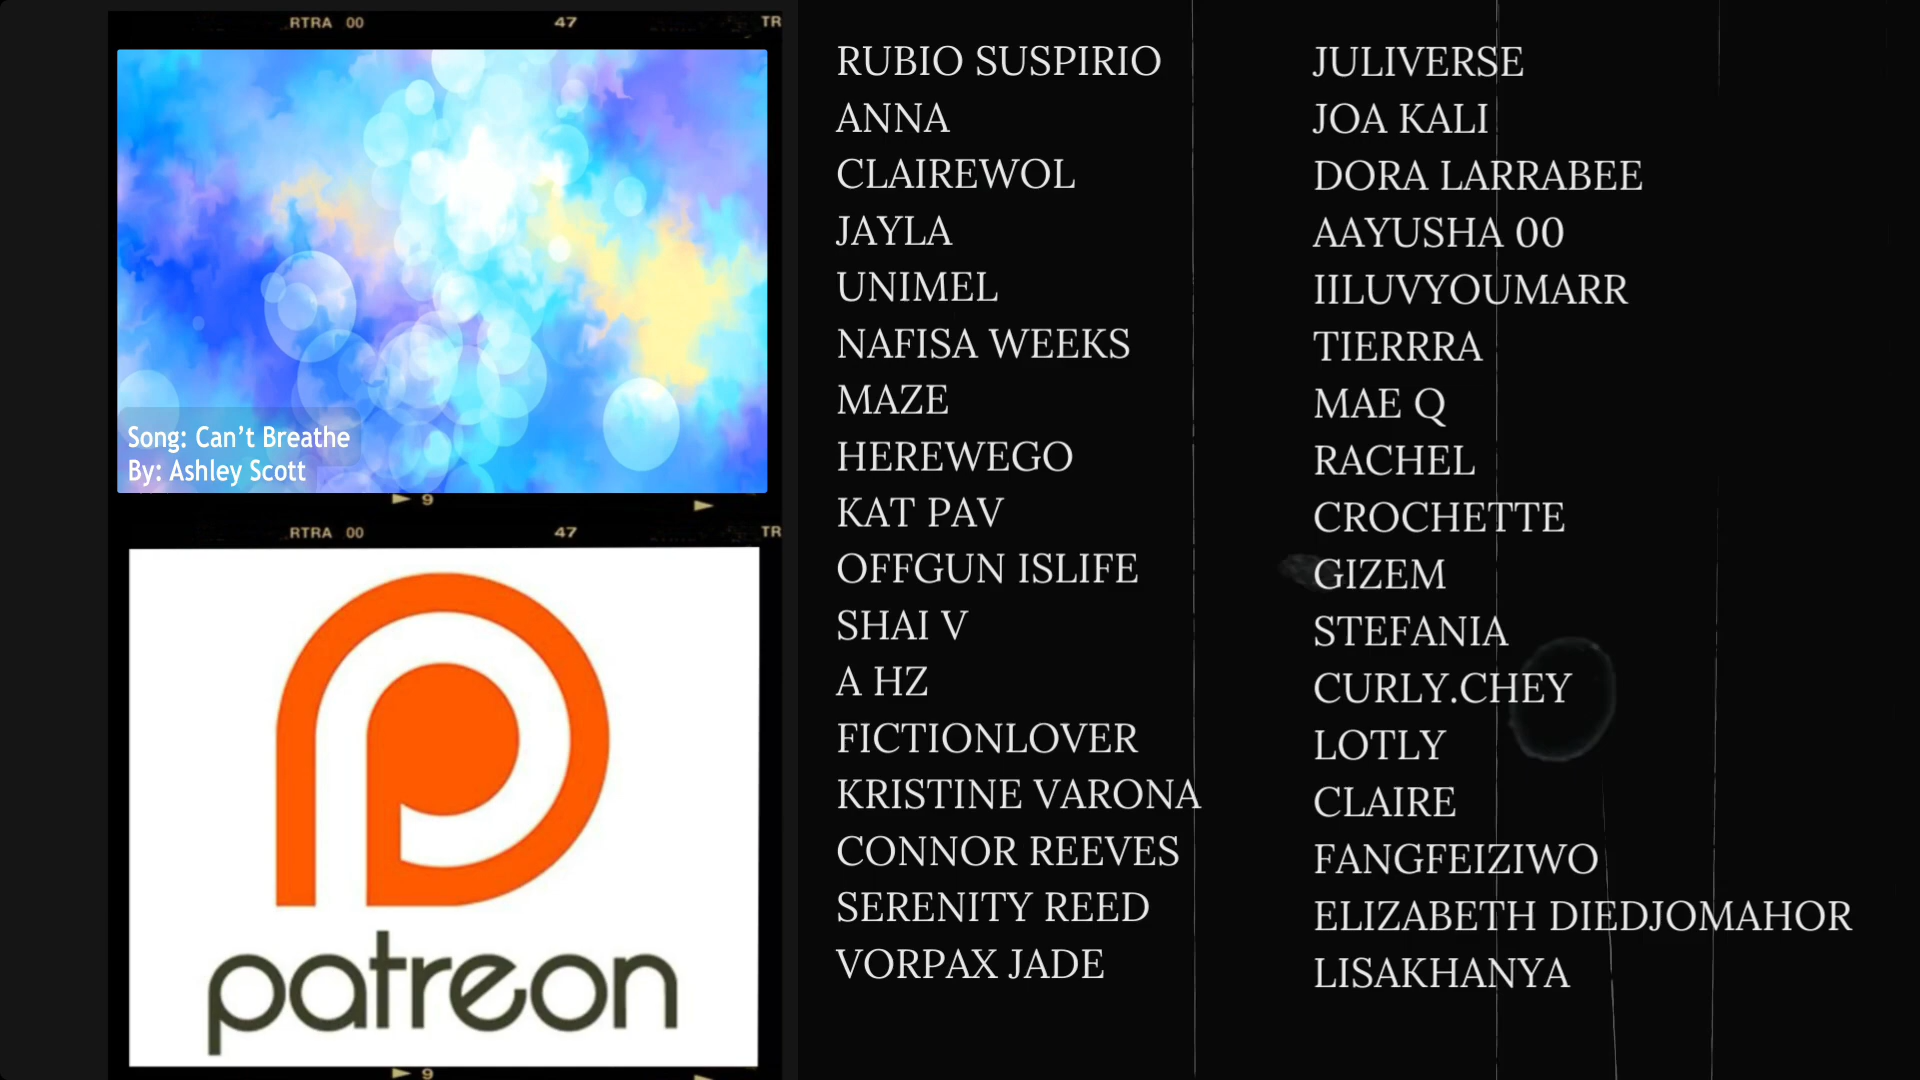 RTRA 00 47 TR
Song: Can't Breathe
By: Ashley Scott
9
RTRA 00 47 TR
patreon
9
RUBIO SUSPIRIO
ANNA
CLAIREWOL
JAYLA
UNIMEL
NAFISA WEEKS
MAZE
HEREWEGO
KAT PAV
OFFGUN ISLIFE
SHAI V
A HZ
FICTIONLOVER
KRISTINE VARONA
CONNOR REEVES
SERENITY REED
VORPAX JADE
JULIVERSE
JOA KALI
DORA LARRABEE
AAYUSHA 00
IILUVYOUMARR
TIERRRA
MAE Q
RACHEL
CROCHETTE
GIZEM
STEFANIA
CURLY.CHEY
LOTLY
CLAIRE
FANGFEIZIWO
ELIZABETH DIEDJOMAHOR
LISAKHANYA